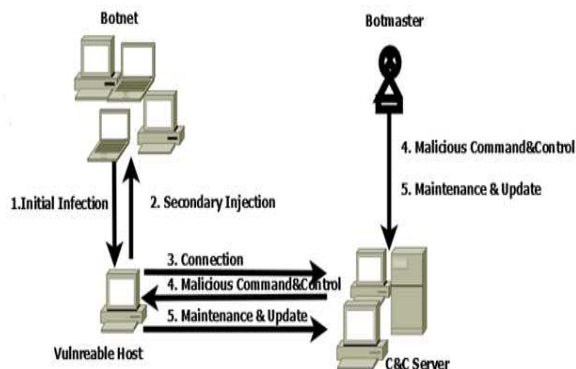 Botnet
Botmaster
4. Malicious Command&Control
5. Maintenance & Update
1.Initial Infection
2. Secondary Injection
3. Connection
4. Malicious Command&Control
5. Maintenance & Update
Vulnreable Host
C&C Server